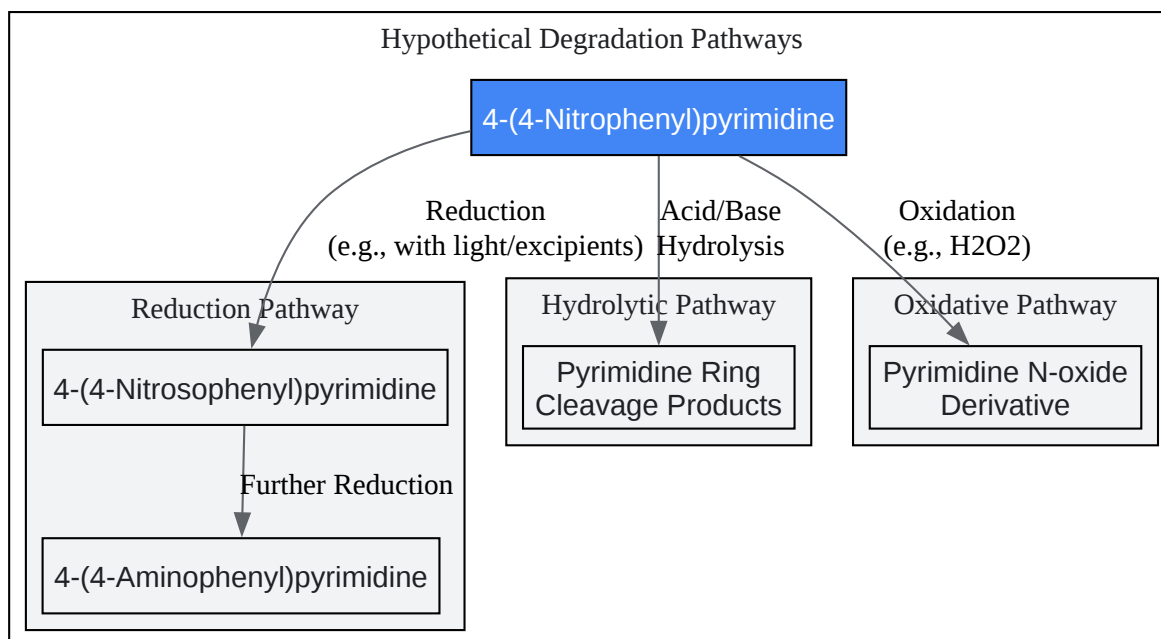 Hypothetical Degradation Pathways
4-(4-Nitrophenyl)pyrimidine
Reduction
(e.g., with light/excipients)
Acid/Base
Hydrolysis
Oxidation
(e.g., H2O2)
Reduction Pathway
4-(4-Nitrosophenyl)pyrimidine
Further Reduction
4-(4-Aminophenyl)pyrimidine
Hydrolytic Pathway
Pyrimidine Ring
Cleavage Products
Oxidative Pathway
Pyrimidine N-oxide
Derivative